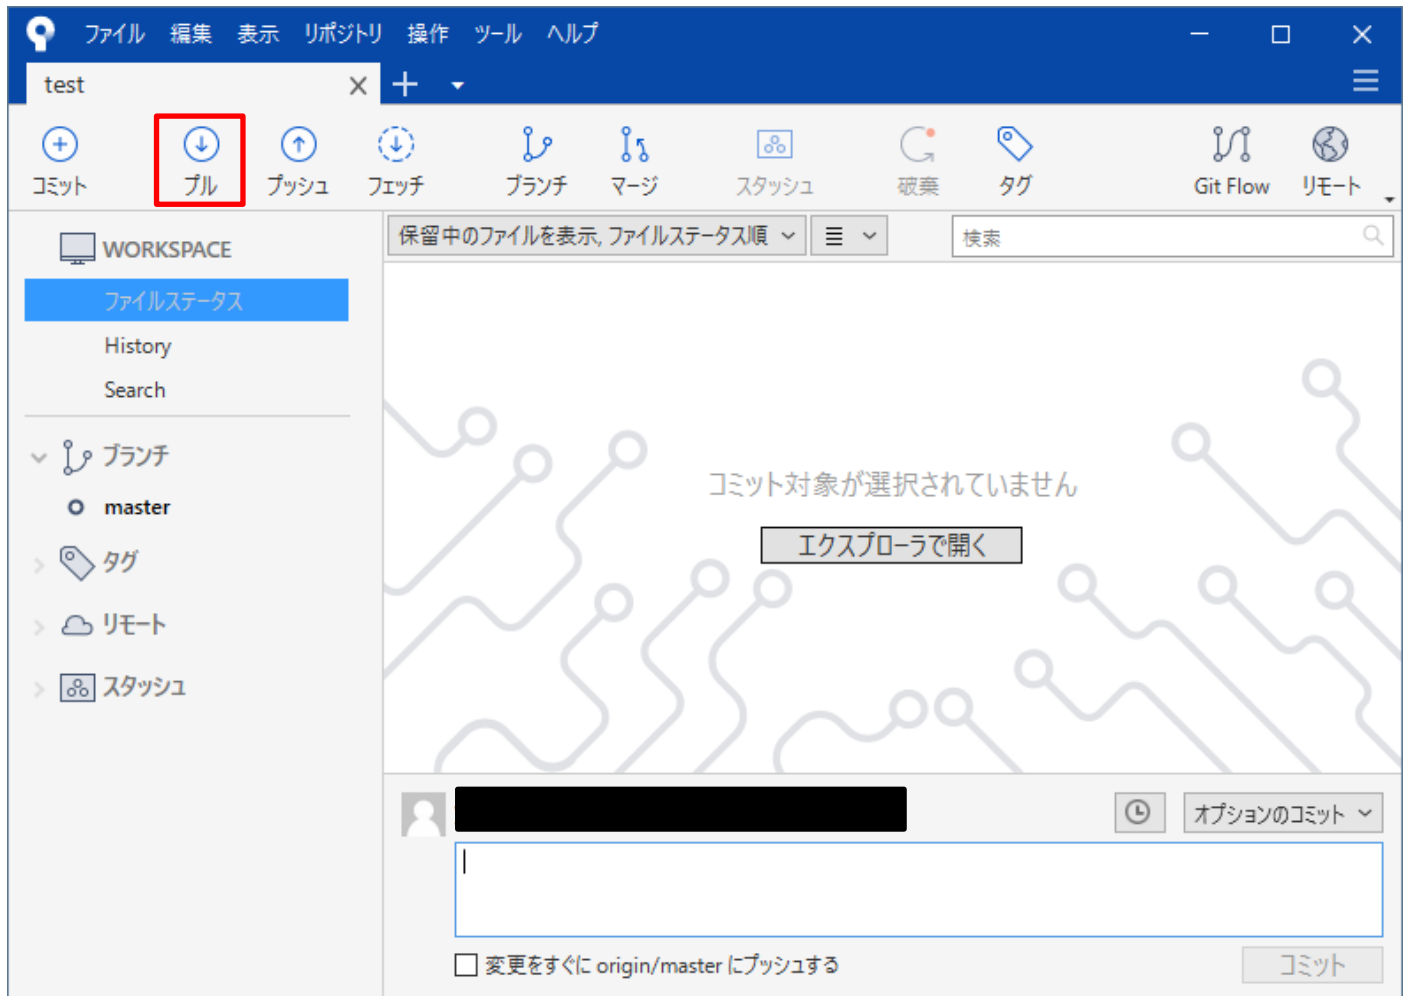 ファイル 編集 表示 リポジトリ 操作 ツール ヘルプ
test
コミット プル プッシュ フェッチ ブランチ マージ スタッシュ 破棄 タグ Git Flow リモート
WORKSPACE
保留中のファイルを表示, ファイルステータス順
検索
ファイルステータス
History
Search
ブランチ
master
タグ
リモート
スタッシュ
コミット対象が選択されていません
エクスプローラで開く
オプションのコミット
変更をすぐに origin/master にプッシュする
コミット